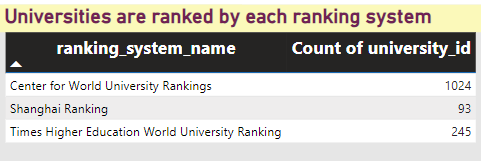 Universities are ranked by each ranking system
ranking_system_name Count of university_id
Center for World University Rankings 1024
Shanghai Ranking 93
Times Higher Education World University Ranking 245